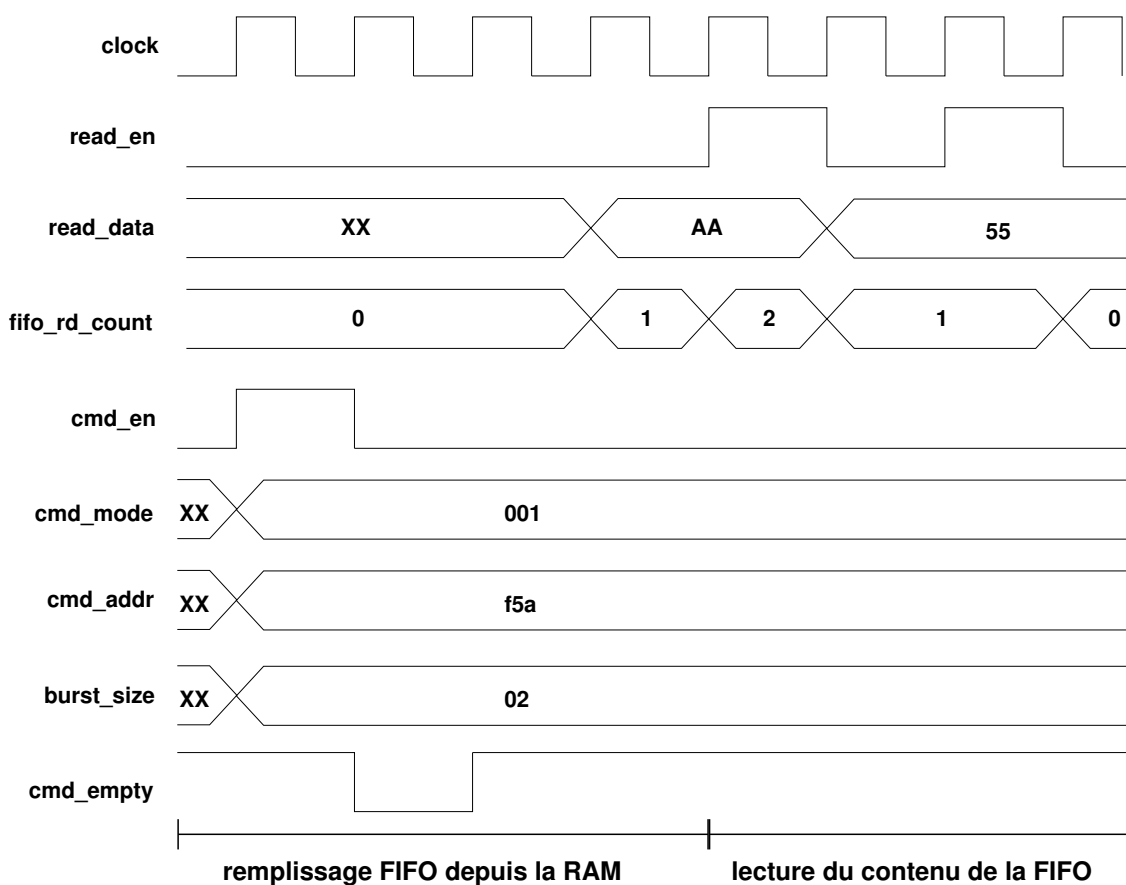 clock
read_en
read_data XX AA 55
fifo_rd_count 0 1 2 1 0
cmd_en
cmd_mode XX 001
cmd_addr XX f5a
burst_size XX 02
cmd_empty
remplissage FIFO depuis la RAM lecture du contenu de la FIFO